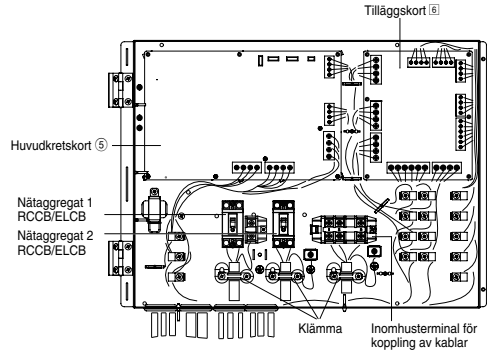 Tilläggskort 6
Huvudkretskort ⑤
Nätaggregat 1
RCCB/ELCB
Nätaggregat 2
RCCB/ELCB
Klämma
Inomhusterminal för
koppling av kablar